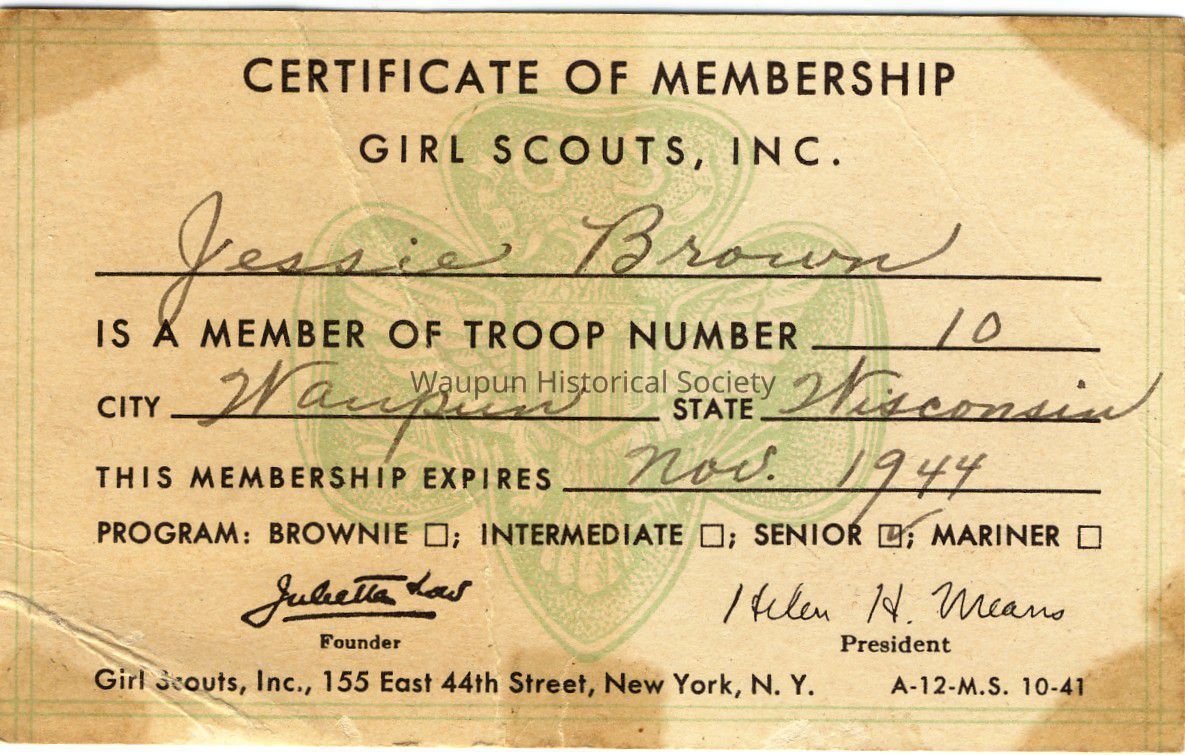 CERTIFICATE OF MEMBERSHIP
GIRL SCOUTS, INC.
Jessie Brown
IS A MEMBER OF TROOP NUMBER 10
Waupun Historical Society
CITY Waupun STATE Wisconsin
THIS MEMBERSHIP EXPIRES Nov. 1944
PROGRAM: BROWNIE ☐; INTERMEDIATE ☐; SENIOR ☑; MARINER ☐
Juliette Low Helen H. Means
Founder President
Girl Scouts, Inc., 155 East 44th Street, New York, N. Y. A-12-M.S. 10-41